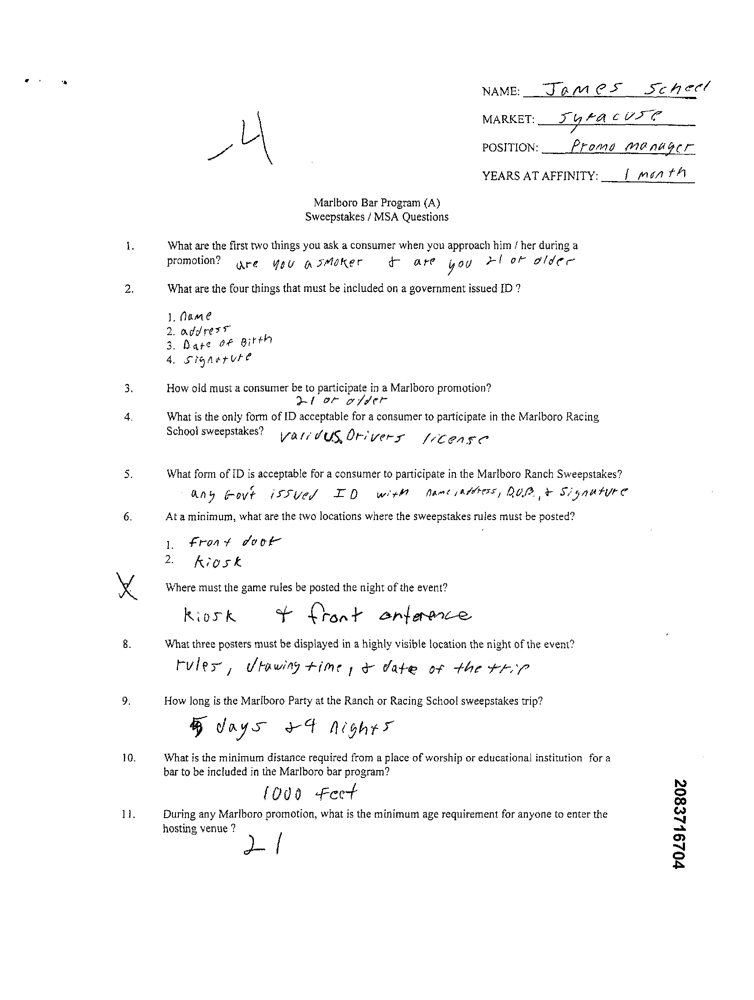 NAME: James Scheel
MARKET: Syracuse
POSITION: Promo manager
YEARS AT AFFINITY: 1 month
-4
Marlboro Bar Program (A)
Sweepstakes / MSA Questions
1. What are the first two things you ask a consumer when you approach him / her during a
promotion? are you a smoker + are you 21 or older
2. What are the four things that must be included on a government issued ID ?
1. name
2. address
3. Date of Birth
4. signature
3. How old must a consumer be to participate in a Marlboro promotion?
21 or older
4. What is the only form of ID acceptable for a consumer to participate in the Marlboro Racing
School sweepstakes? valid US Drivers license
5. What form of ID is acceptable for a consumer to participate in the Marlboro Ranch Sweepstakes?
any Gov't issued ID with name, address, D.O.B, + Signature
6. At a minimum, what are the two locations where the sweepstakes rules must be posted?
1. Front door
2. kiosk
Where must the game rules be posted the night of the event?
kiosk + front anterence
8. What three posters must be displayed in a highly visible location the night of the event?
rules, drawing time, + date of the trip
9. How long is the Marlboro Party at the Ranch or Racing School sweepstakes trip?
5 days + 4 nights
10. What is the minimum distance required from a place of worship or educational institution for a
bar to be included in the Marlboro bar program?
1000 feet
11. During any Marlboro promotion, what is the minimum age requirement for anyone to enter the
hosting venue ?
21
2083716704